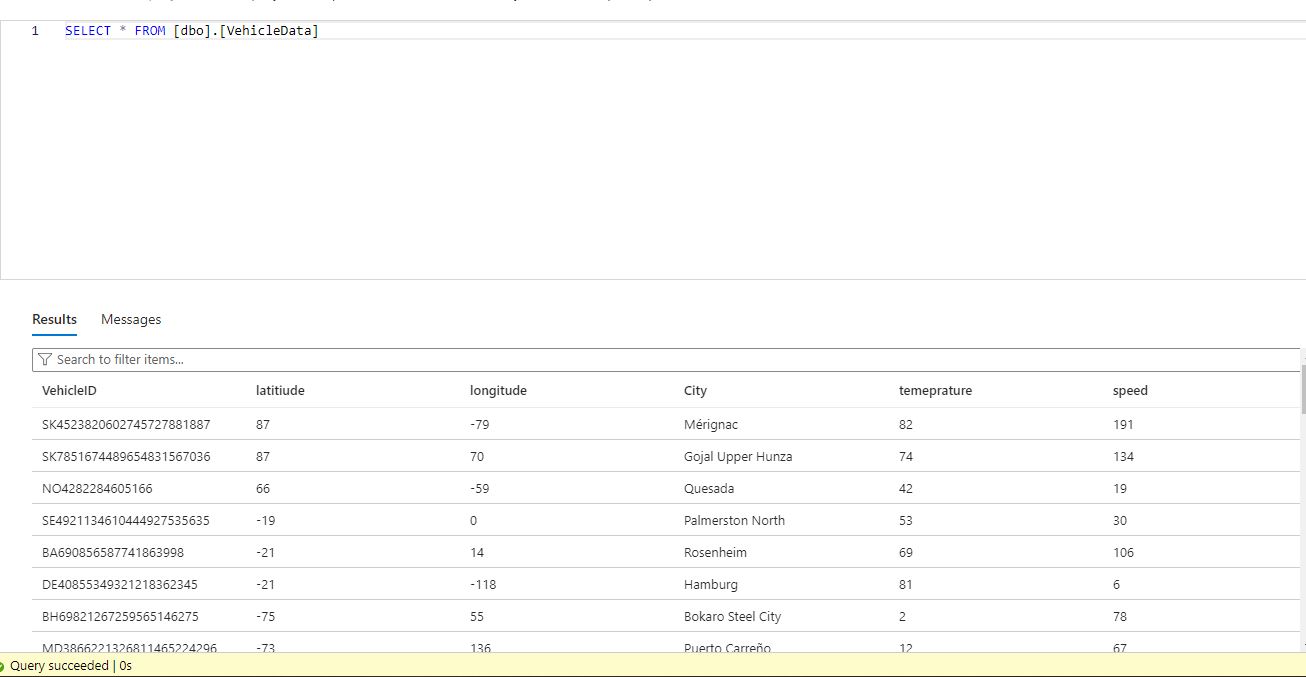 1 SELECT * FROM [dbo].[VehicleData]
Results Messages
Search to filter items...
VehicleID latitiude longitude City temeprature speed
SK4523820602745727881887 87 -79 Mérignac 82 191
SK7851674489654831567036 87 70 Gojal Upper Hunza 74 134
NO4282284605166 66 -59 Quesada 42 19
SE4921134610444927535635 -19 0 Palmerston North 53 30
BA690856587741863998 -21 14 Rosenheim 69 106
DE40855349321218362345 -21 -118 Hamburg 81 6
BH69821267259565146275 -75 55 Bokaro Steel City 2 78
MD3866221326811465224296 -73 136 Puerto Carreño 12 67
Query succeeded | 0s